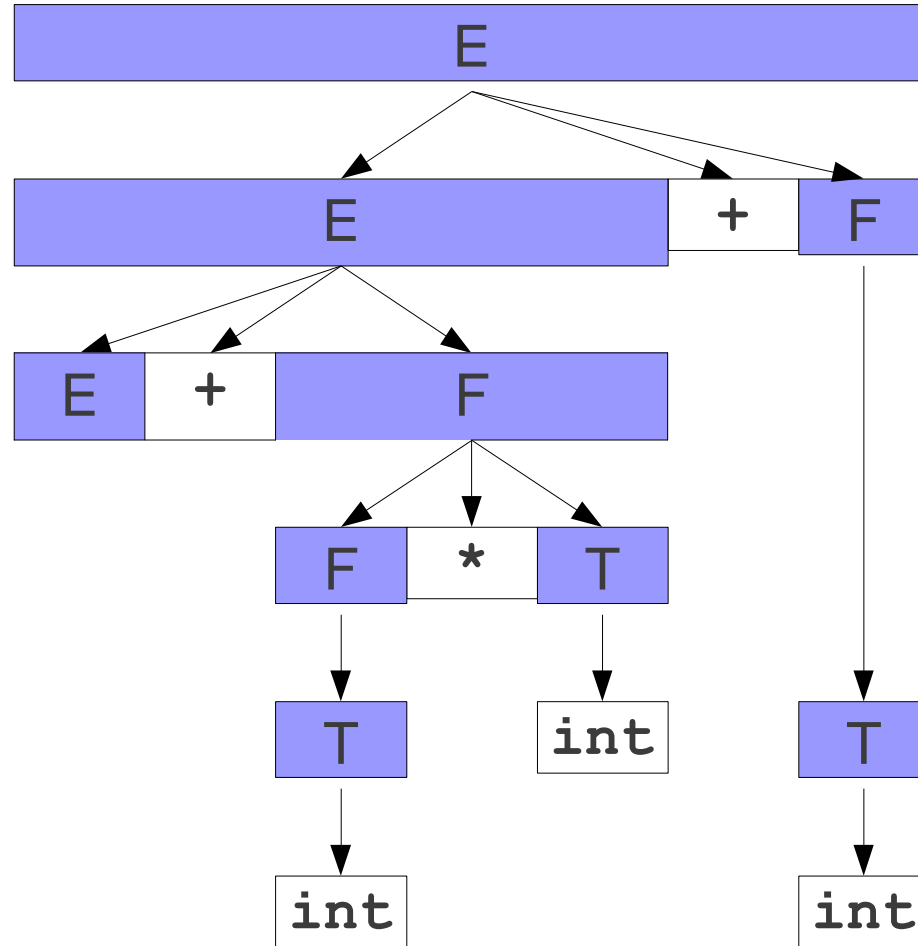 E
E + F
E + F
F * T
T int T
int int